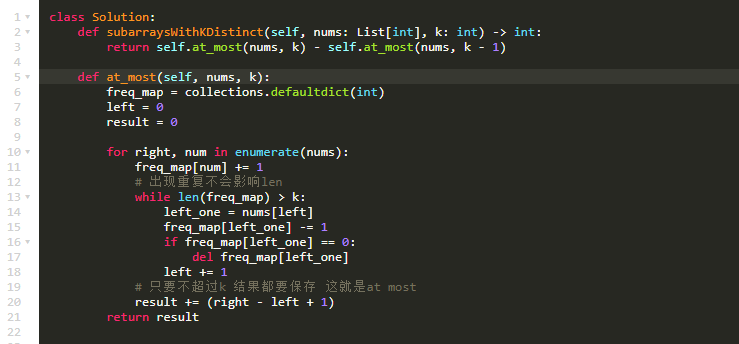 1 class Solution:
2     def subarraysWithKDistinct(self, nums: List[int], k: int) -> int:
3         return self.at_most(nums, k) - self.at_most(nums, k - 1)
4
5     def at_most(self, nums, k):
6         freq_map = collections.defaultdict(int)
7         left = 0
8         result = 0
9
10         for right, num in enumerate(nums):
11             freq_map[num] += 1
12             # 出现重复不会影响len
13             while len(freq_map) > k:
14                 left_one = nums[left]
15                 freq_map[left_one] -= 1
16                 if freq_map[left_one] == 0:
17                     del freq_map[left_one]
18                 left += 1
19             # 只要不超过k 结果都要保存 这就是at most
20             result += (right - left + 1)
21         return result
22